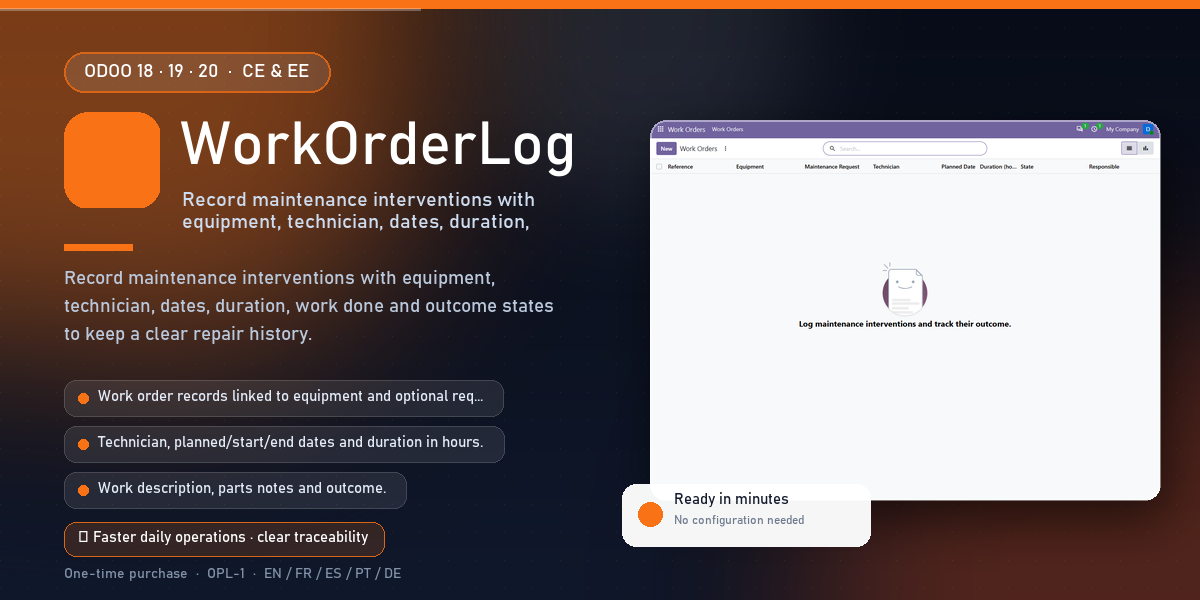 ODOO 18 · 19 · 20 · CE & EE
WorkOrderLog
Record maintenance interventions with
equipment, technician, dates, duration,
Record maintenance interventions with equipment,
technician, dates, duration, work done and outcome states
to keep a clear repair history.
Work order records linked to equipment and optional req...
Technician, planned/start/end dates and duration in hours.
Work description, parts notes and outcome.
Faster daily operations · clear traceability
One-time purchase · OPL-1 · EN / FR / ES / PT / DE
Work Orders Work Orders My Company D
New Work Orders Search...
Reference Equipment Maintenance Request Technician Planned Date Duration (ho... State Responsible
Log maintenance interventions and track their outcome.
Ready in minutes
No configuration needed